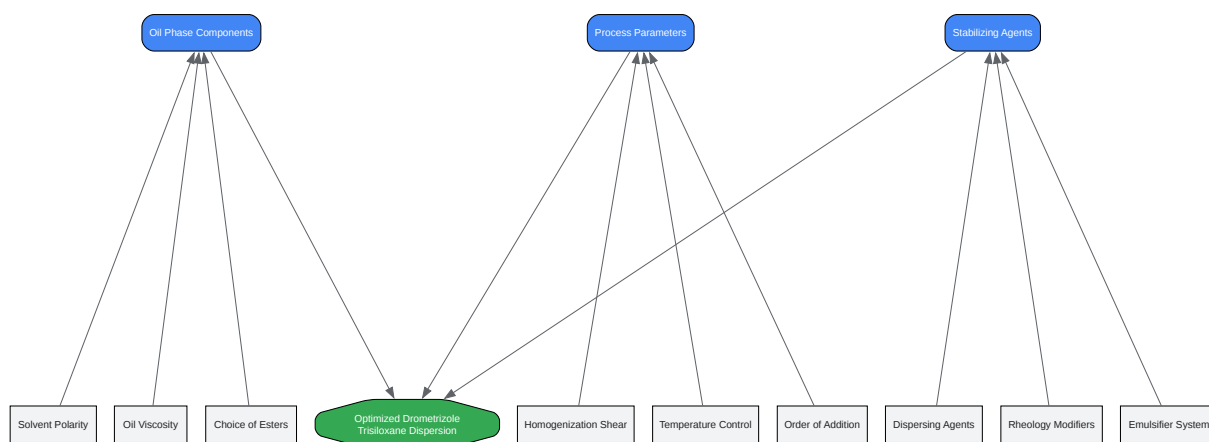 Oil Phase Components
Process Parameters
Stabilizing Agents
Solvent Polarity
Oil Viscosity
Choice of Esters
Optimized Drometrizole
Trisiloxane Dispersion
Homogenization Shear
Temperature Control
Order of Addition
Dispersing Agents
Rheology Modifiers
Emulsifier System